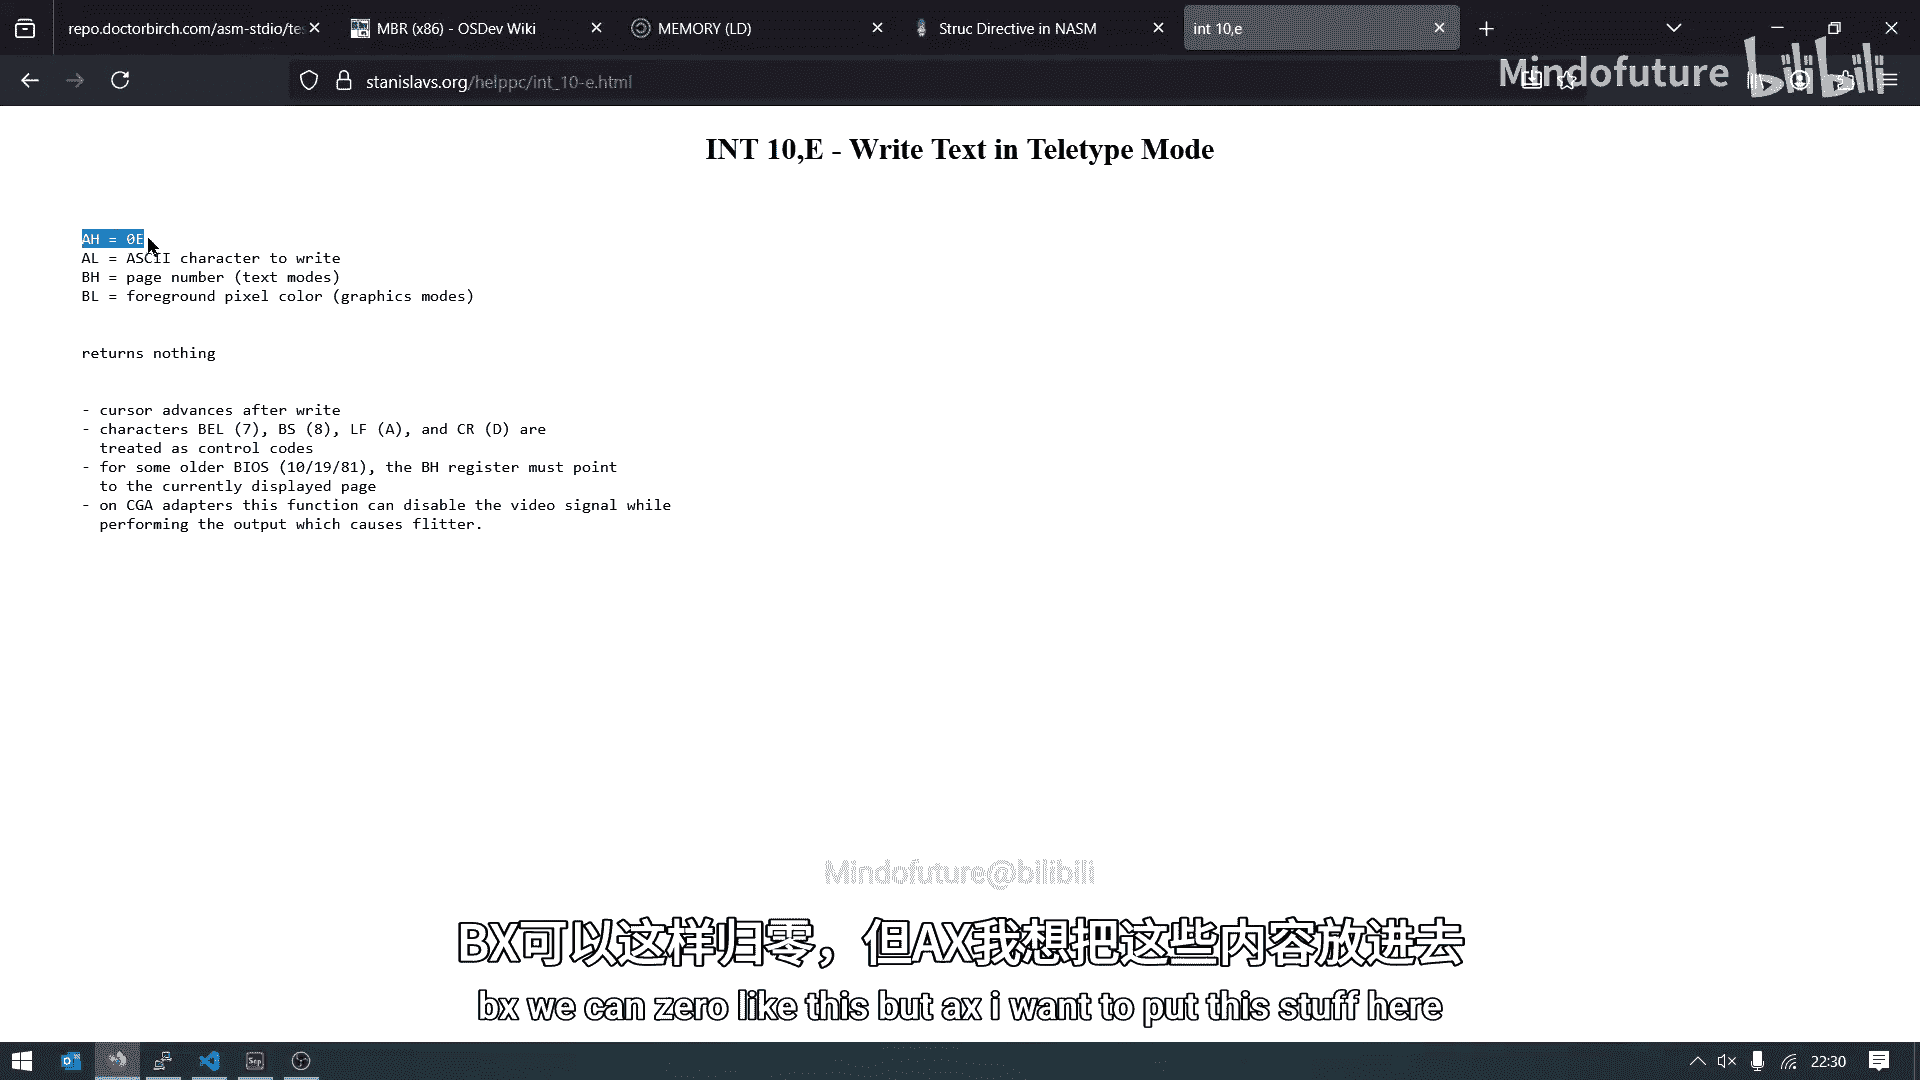 repo.doctorbirch.com/asm-stdio/te
MBR (x86) - OSDev Wiki
MEMORY (LD)
Struc Directive in NASM
int 10,e
stanislavs.org/helppc/int_10-e.html
Mindofuture bilibili
INT 10,E - Write Text in Teletype Mode
AH = 0E
AL = ASCII character to write
BH = page number (text modes)
BL = foreground pixel color (graphics modes)
returns nothing
- cursor advances after write
- characters BEL (7), BS (8), LF (A), and CR (D) are
treated as control codes
- for some older BIOS (10/19/81), the BH register must point
to the currently displayed page
- on CGA adapters this function can disable the video signal while
performing the output which causes flitter.
Mindofuture@bilibili
BX可以这样归零，但AX我想把这些内容放进去
bx we can zero like this but ax i want to put this stuff here
22:30